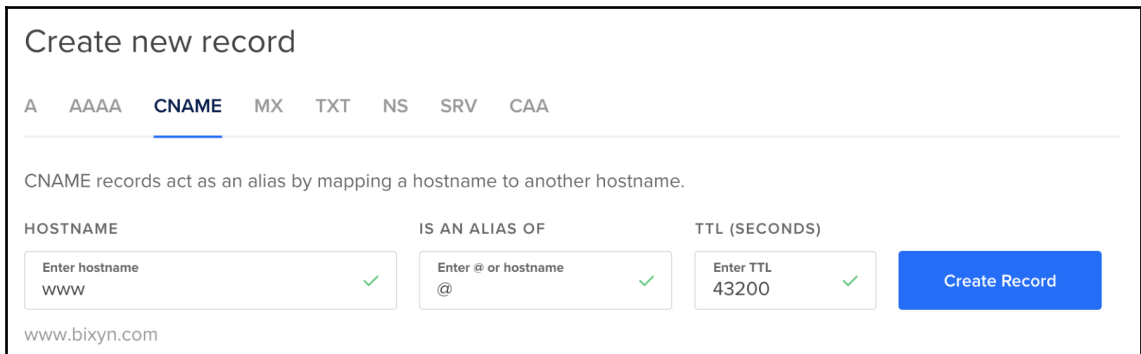 Create new record
A AAAA CNAME MX TXT NS SRV CAA
CNAME records act as an alias by mapping a hostname to another hostname.
HOSTNAME IS AN ALIAS OF TTL (SECONDS)
Enter hostname Enter @ or hostname Enter TTL
www @ 43200 Create Record
www.bixyn.com